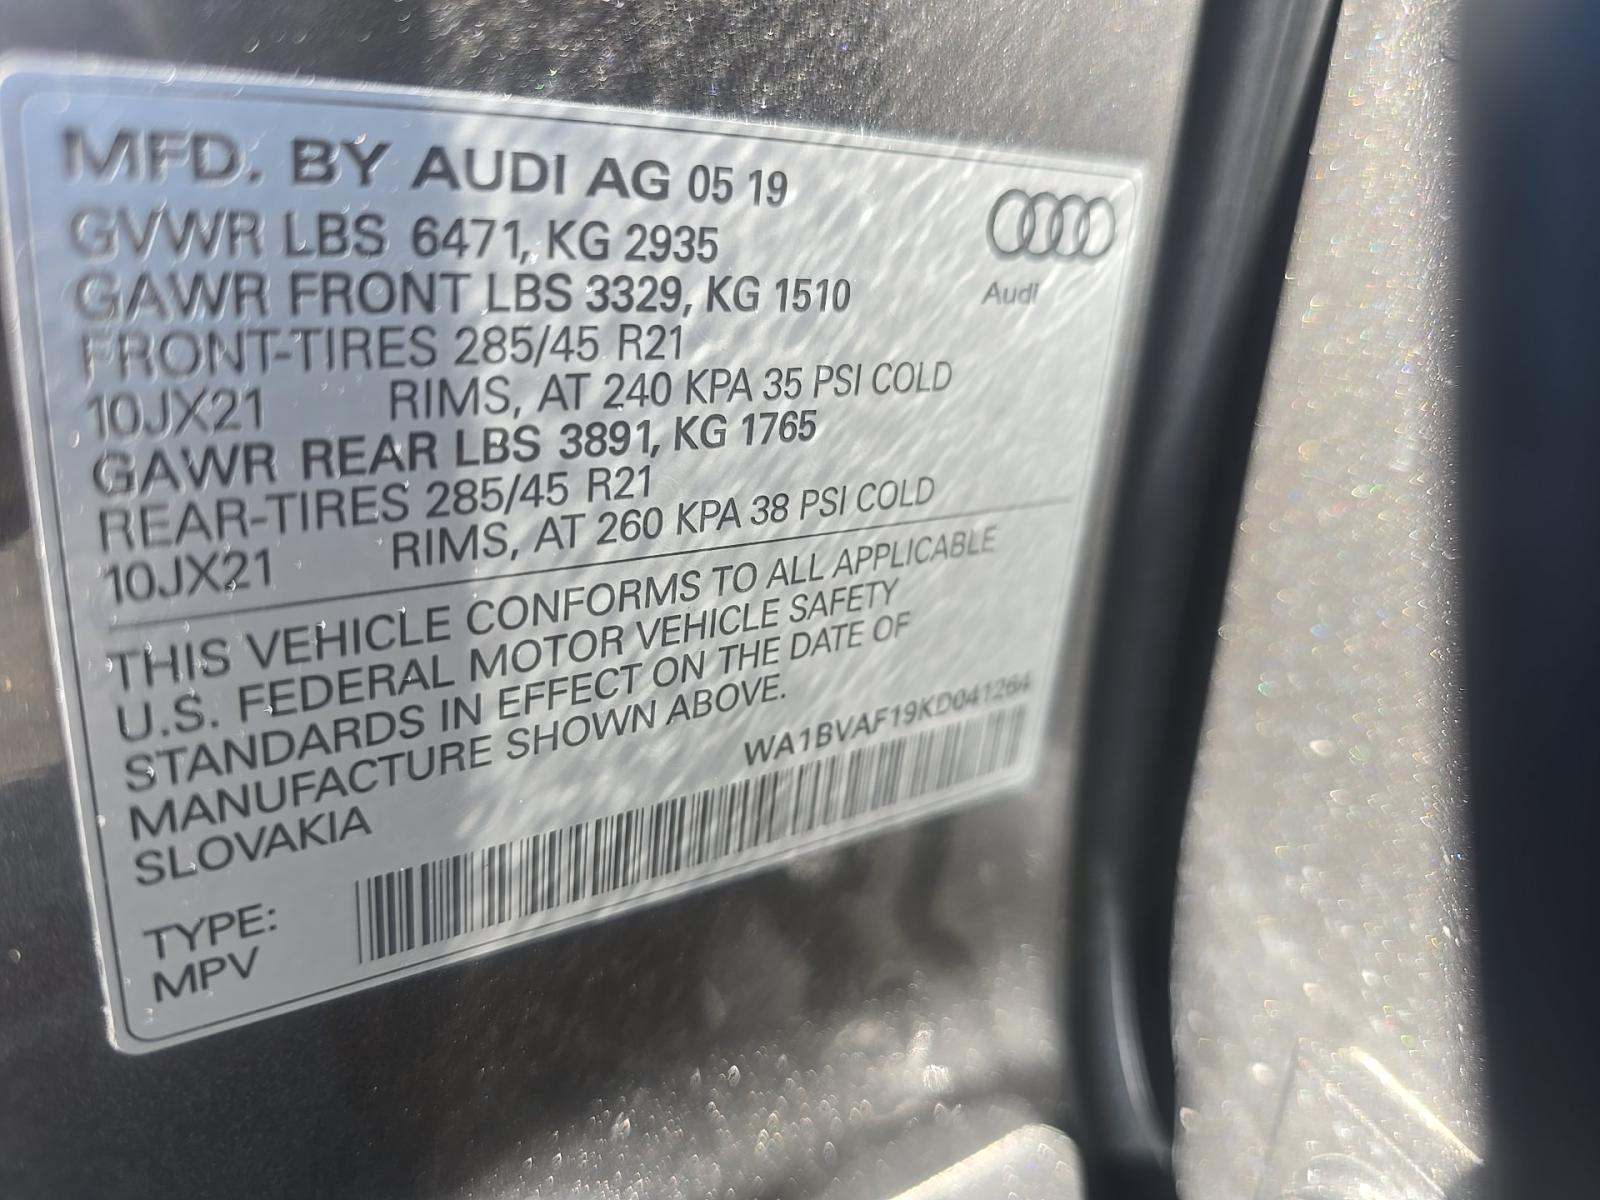 MFD. BY AUDI AG 05 19
GVWR LBS 6471, KG 2935
GAWR FRONT LBS 3329, KG 1510
FRONT-TIRES 285/45 R21
10JX21 RIMS, AT 240 KPA 35 PSI COLD
GAWR REAR LBS 3891, KG 1765
REAR-TIRES 285/45 R21
10JX21 RIMS, AT 260 KPA 38 PSI COLD
Audi
THIS VEHICLE CONFORMS TO ALL APPLICABLE
U.S. FEDERAL MOTOR VEHICLE SAFETY
STANDARDS IN EFFECT ON THE DATE OF
MANUFACTURE SHOWN ABOVE.
SLOVAKIA
WA1BVAF19KD041264
TYPE:
MPV